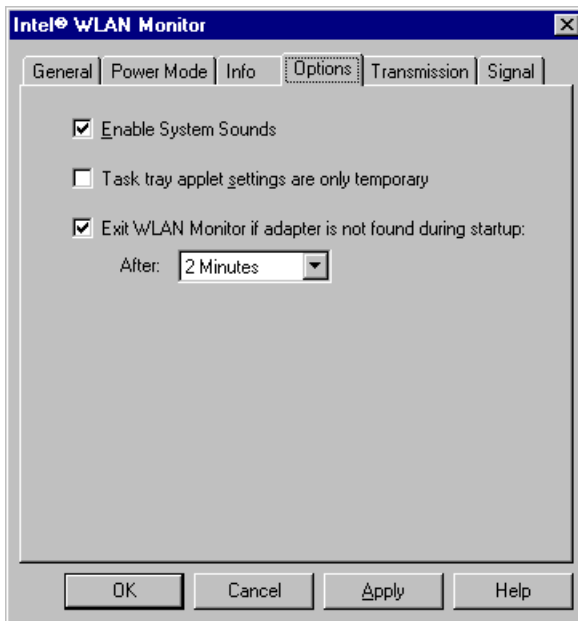 Intel® WLAN Monitor
General Power Mode Info Options Transmission Signal
Enable System Sounds
Task tray applet settings are only temporary
Exit WLAN Monitor if adapter is not found during startup:
After: 2 Minutes
OK Cancel Apply Help